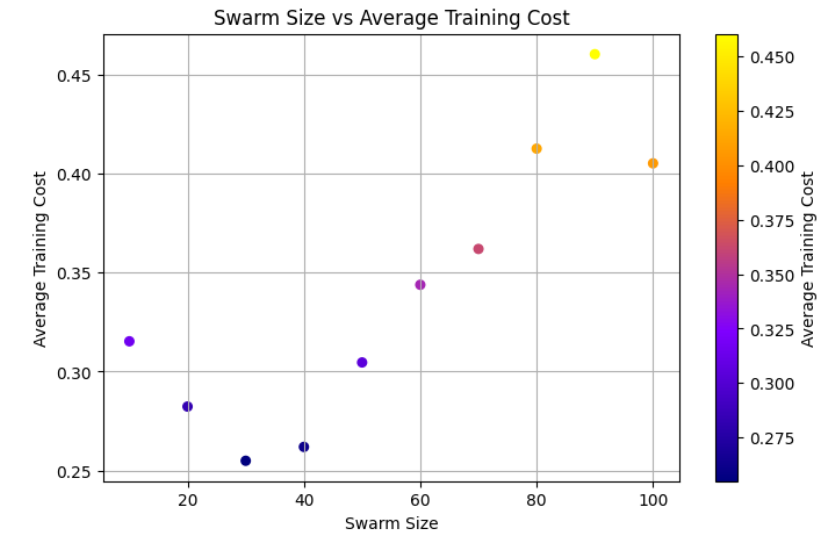 Swarm Size vs Average Training Cost
0.45
0.40
0.35
0.30
0.25
Average Training Cost
20 40 60 80 100
Swarm Size
0.450
0.425
0.400
0.375
0.350
0.325
0.300
0.275
Average Training Cost